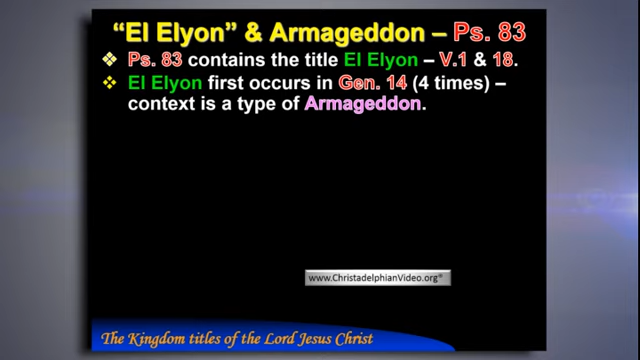 "El Elyon" & Armageddon – Ps. 83
Ps. 83 contains the title El Elyon – V.1 & 18.
El Elyon first occurs in Gen. 14 (4 times) –
context is a type of Armageddon.
www.ChristadelphianVideo.org®
The Kingdom titles of the Lord Jesus Christ